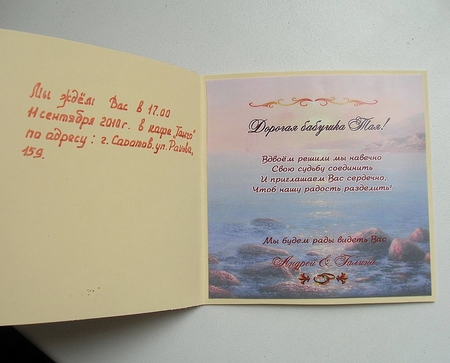 Мы ждём Вас в 17.00
11 сентября 2010г. в кафе "Танго"
по адресу: г. Саратов, ул. Рахова,
159.
Дорогая бабушка Тая!
Вдвоём решили мы навечно
Свою судьбу соединить
И приглашаем Вас сердечно,
Чтоб нашу радость разделить!
Мы будем рады видеть Вас
Андрей & Галина